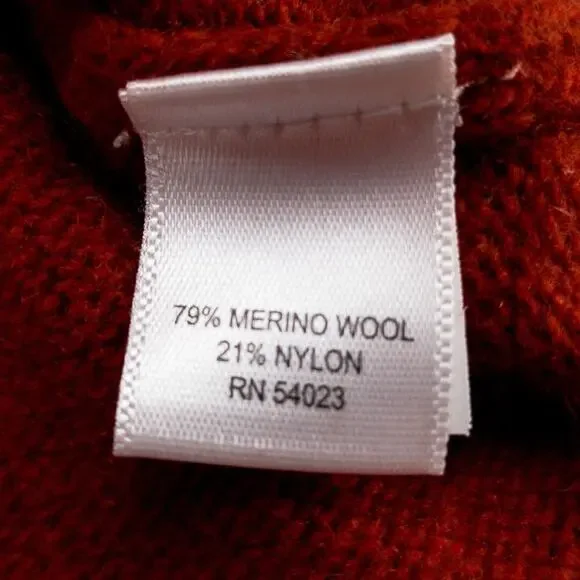 79% MERINO WOOL
21% NYLON
RN 54023